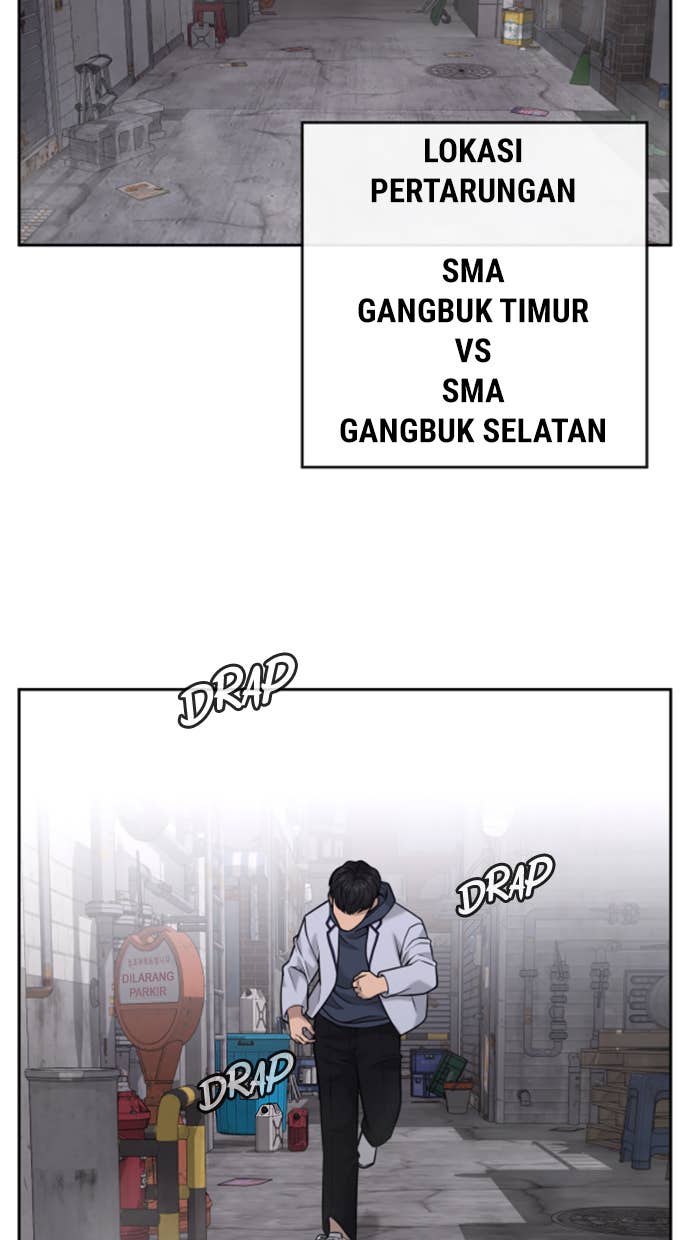 LOKASI
PERTARUNGAN
SMA
GANGBUK TIMUR
VS
SMA
GANGBUK SELATAN
DRAP
DRAP
DILARANG
PARKIR
DRAP